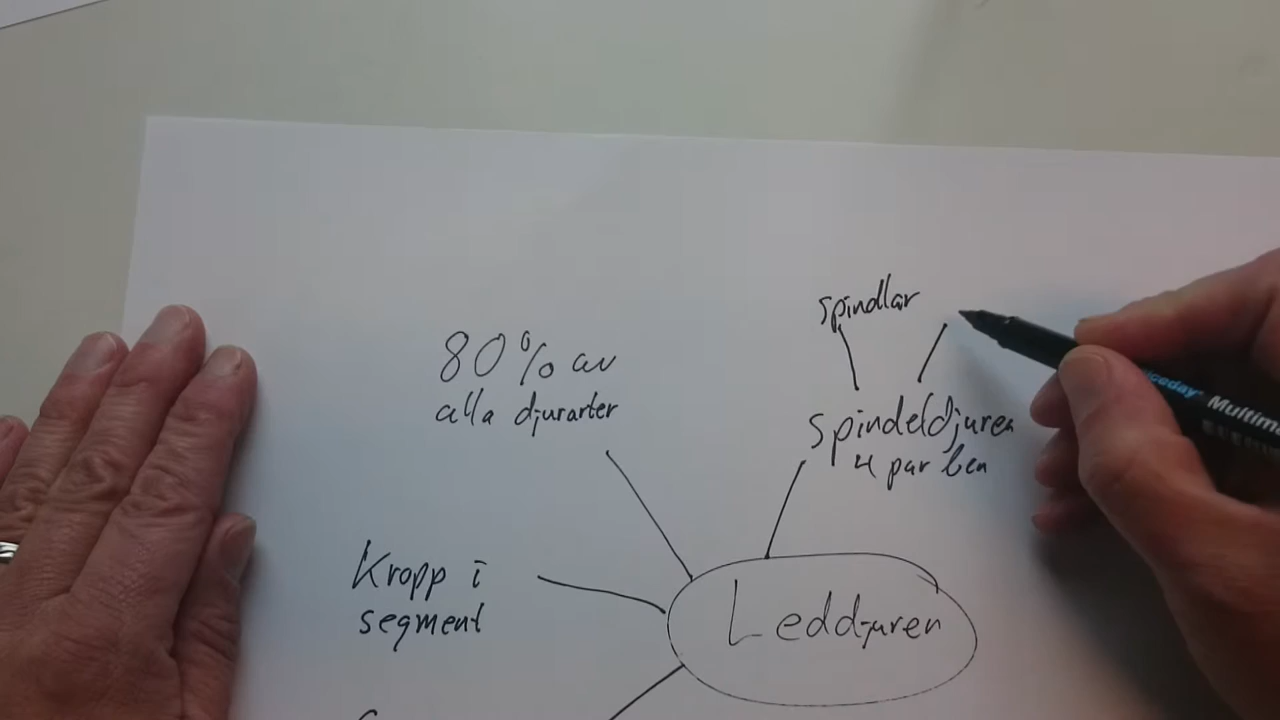 spindlar
80% av
alla djurarter
Spindeldjuren
4 par ben
Kropp i
segment
Leddjuren